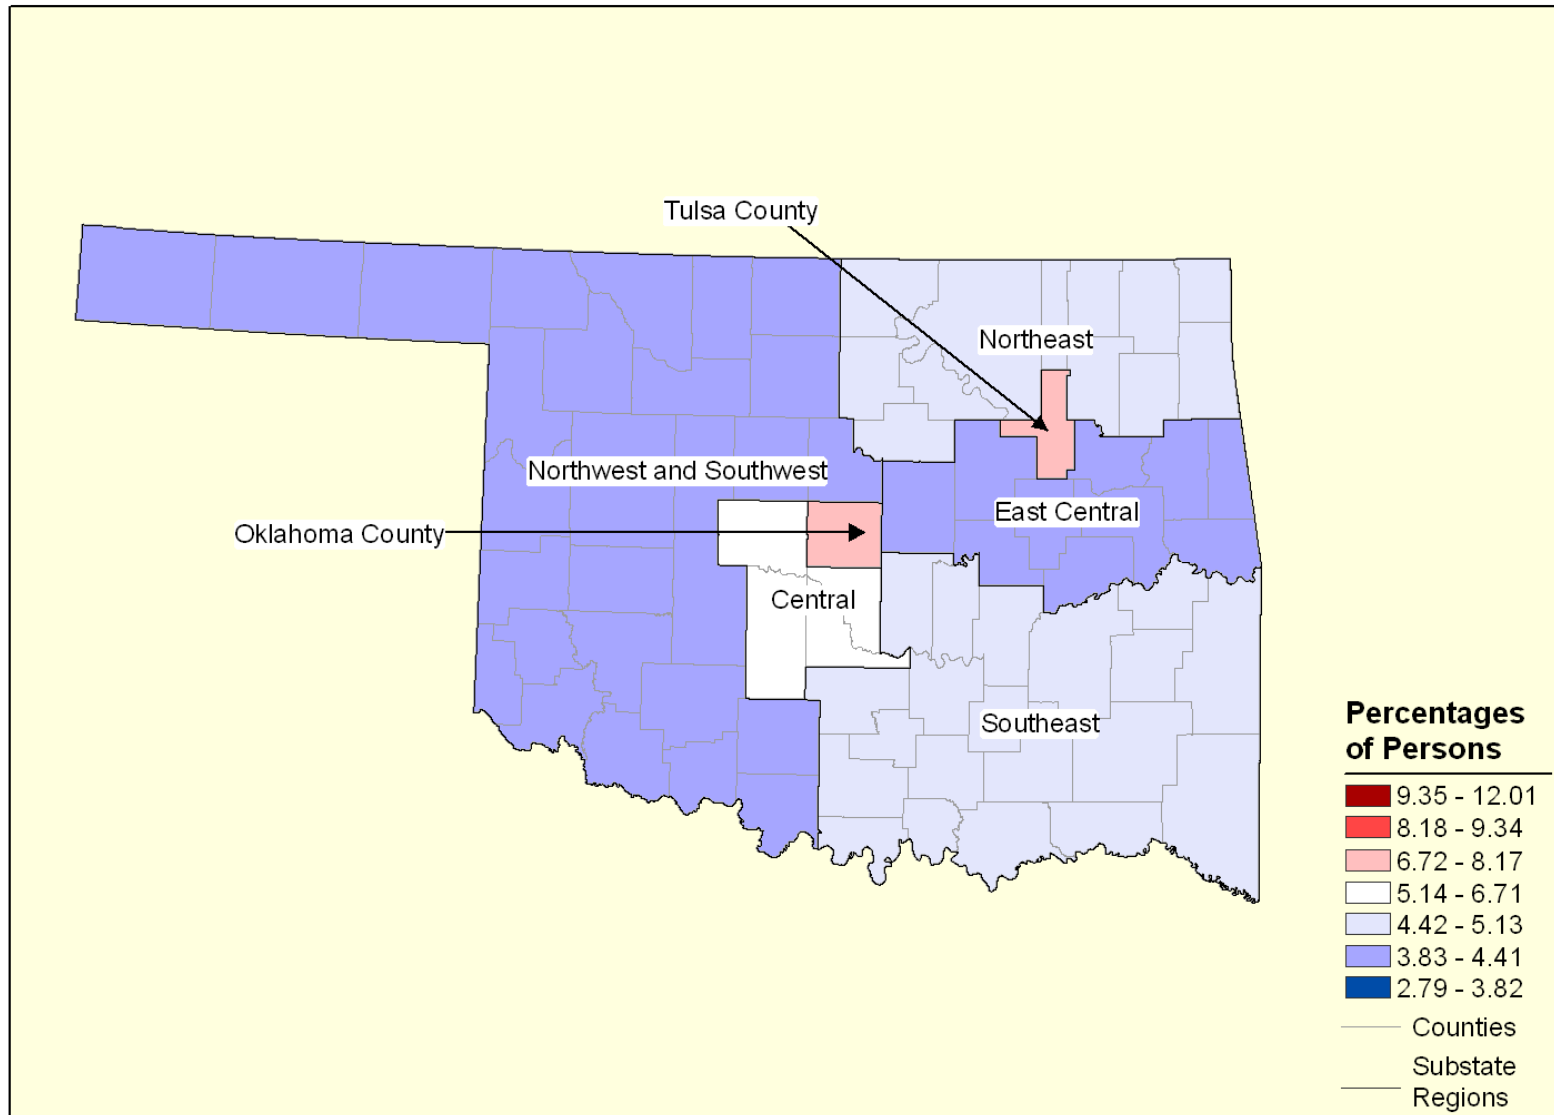 Tulsa County
Northeast
Northwest and Southwest
East Central
Oklahoma County
Central
Southeast
Percentages
of Persons
9.35 - 12.01
8.18 - 9.34
6.72 - 8.17
5.14 - 6.71
4.42 - 5.13
3.83 - 4.41
2.79 - 3.82
Counties
Substate
Regions